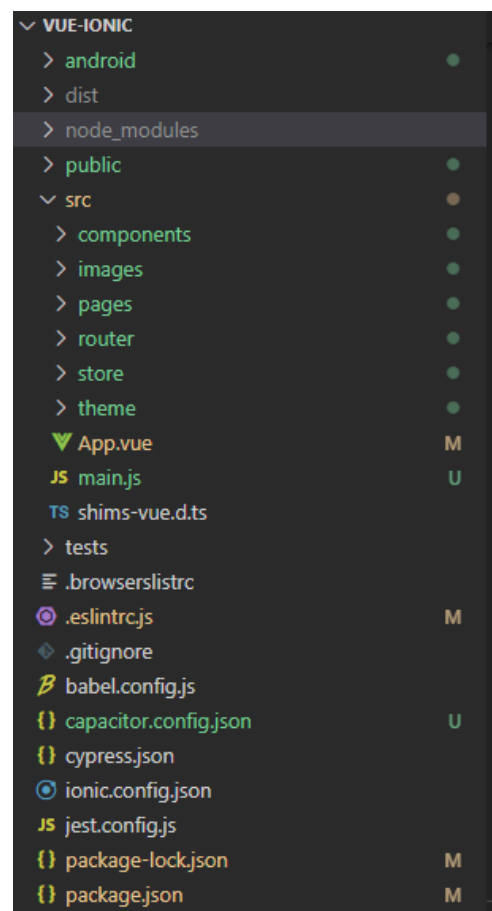 VUE-IONIC
android
dist
node_modules
public
src
components
images
pages
router
store
theme
App.vue M
JS main.js U
TS shims-vue.d.ts
tests
.browserslistrc
.eslintrc.js M
.gitignore
babel.config.js
{} capacitor.config.json U
{} cypress.json
ionic.config.json
JS jest.config.js
{} package-lock.json M
{} package.json M